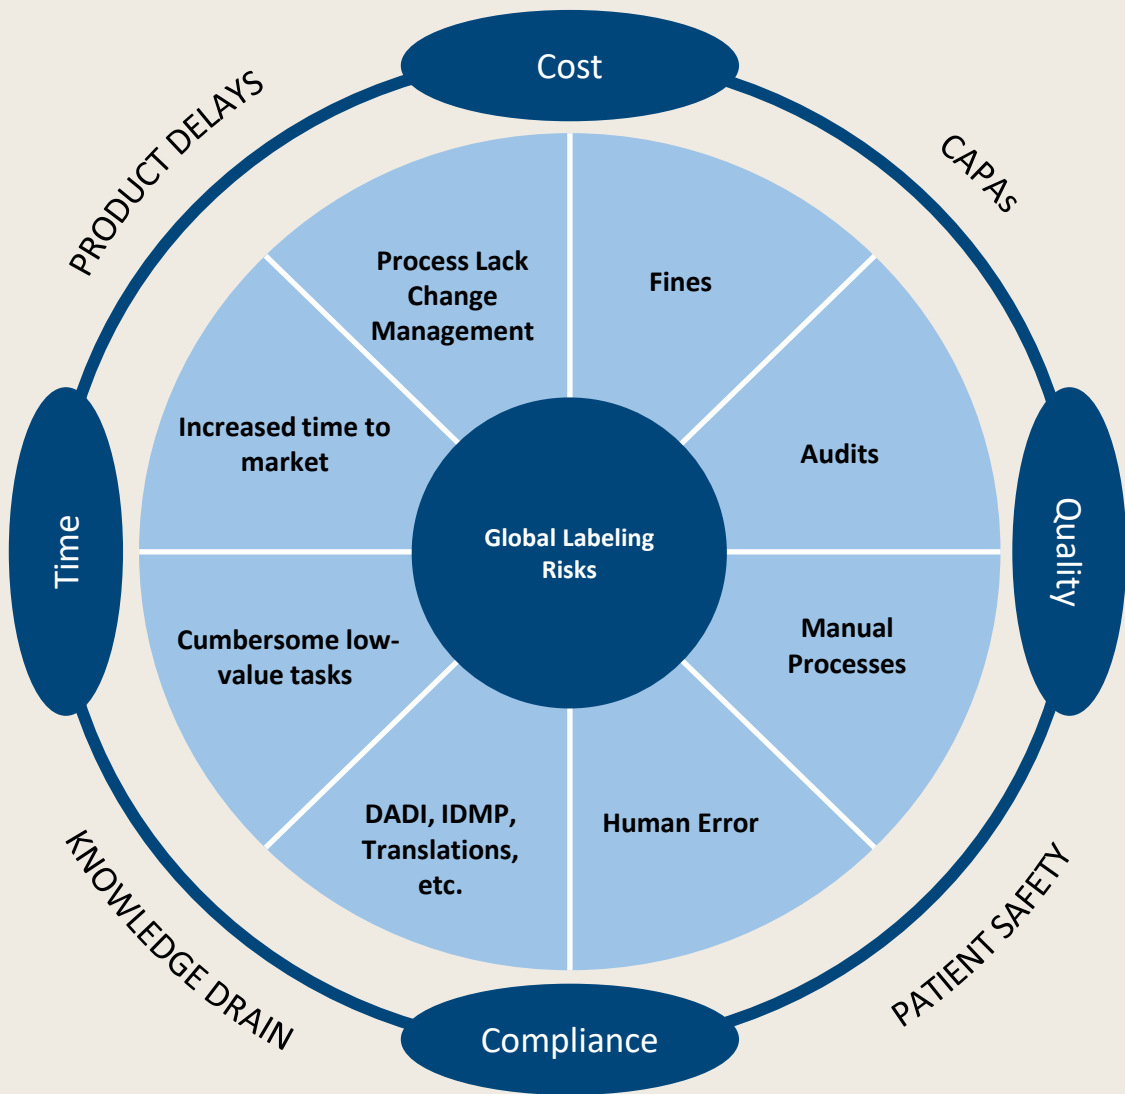 Cost
PRODUCT DELAYS
CAPAs
Process Lack
Change
Management
Fines
Increased time to
market
Audits
Time
Global Labeling
Risks
Quality
Cumbersome low-
value tasks
Manual
Processes
DADI, IDMP,
Translations,
etc.
Human Error
KNOWLEDGE DRAIN
PATIENT SAFETY
Compliance